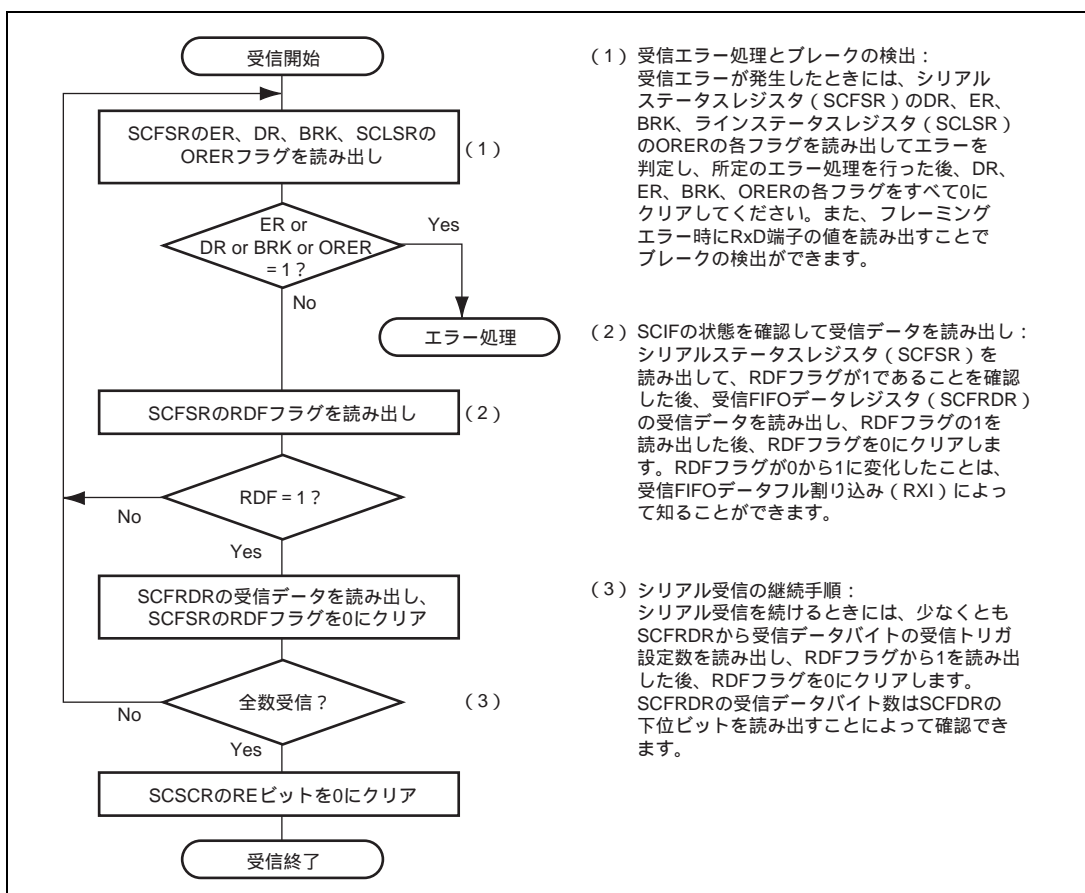 受信開始
SCFSRのER、DR、BRK、SCLSRの
ORERフラグを読み出し
（1）
ER or
DR or BRK or ORER
= 1？
Yes
No
エラー処理
SCFSRのRDFフラグを読み出し
（2）
RDF = 1？
No
Yes
SCFRDRの受信データを読み出し、
SCFSRのRDFフラグを0にクリア
全数受信？
（3）
No
Yes
SCSCRのREビットを0にクリア
受信終了
（1）受信エラー処理とブレークの検出：
受信エラーが発生したときには、シリアル
ステータスレジスタ（SCFSR）のDR、ER、
BRK、ラインステータスレジスタ（SCLSR）
のORERの各フラグを読み出してエラーを
判定し、所定のエラー処理を行った後、DR、
ER、BRK、ORERの各フラグをすべて0に
クリアしてください。また、フレーミング
エラー時にRxD端子の値を読み出すことで
ブレークの検出ができます。
（2）SCIFの状態を確認して受信データを読み出し：
シリアルステータスレジスタ（SCFSR）を
読み出して、RDFフラグが1であることを確認
した後、受信FIFOデータレジスタ（SCFRDR）
の受信データを読み出し、RDFフラグの1を
読み出した後、RDFフラグを0にクリアしま
す。RDFフラグが0から1に変化したことは、
受信FIFOデータフル割り込み（RXI）によっ
て知ることができます。
（3）シリアル受信の継続手順：
シリアル受信を続けるときには、少なくとも
SCFRDRから受信データバイトの受信トリガ
設定数を読み出し、RDFフラグから1を読み出
した後、RDFフラグを0にクリアします。
SCFRDRの受信データバイト数はSCFDRの
下位ビットを読み出すことによって確認でき
ます。